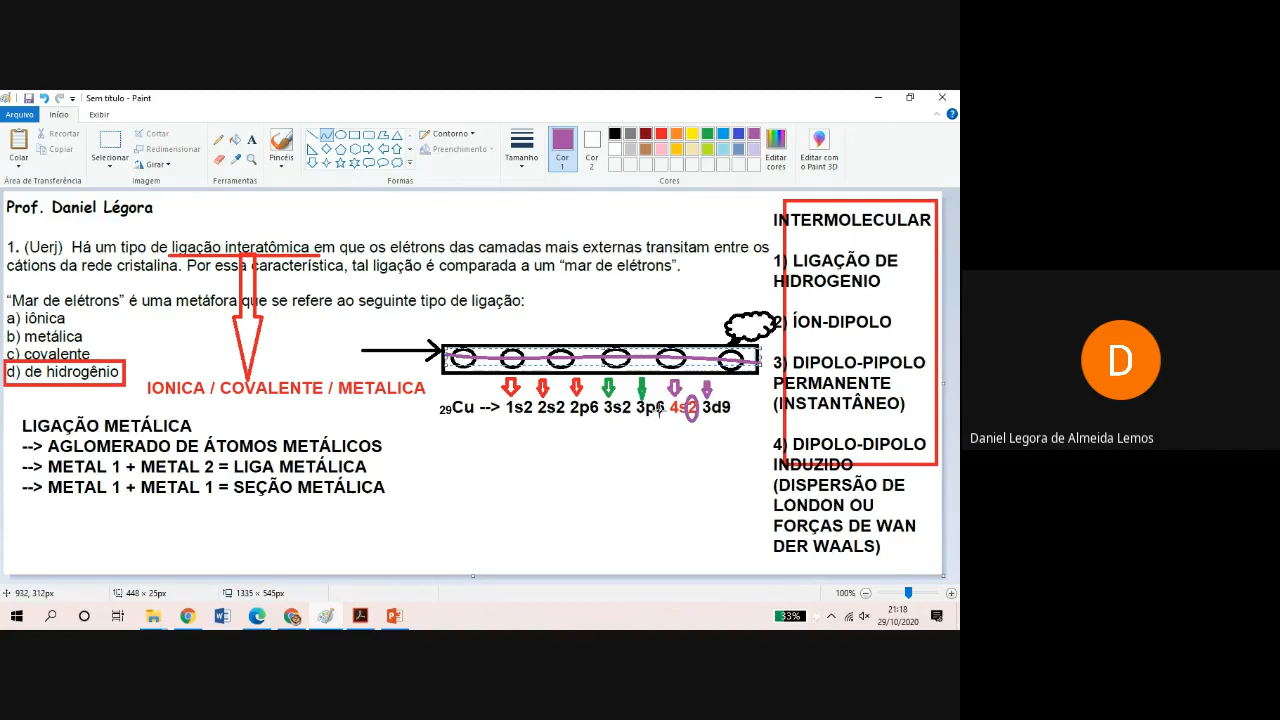 Sem título - Paint
Arquivo Início Exibir
Colar
Recortar
Copiar
Área de Transferência
Selecionar
Cortar
Redimensionar
Girar
Imagem
A
Ferramentas
Pincéis
Contorno
Preenchimento
Formas
Tamanho
Cor
1
Cor
2
Editar
cores
Cores
Editar com
o Paint 3D
Prof. Daniel Légora
1. (Uerj) Há um tipo de ligação interatômica em que os elétrons das camadas mais externas transitam entre os
cátions da rede cristalina. Por essa característica, tal ligação é comparada a um “mar de elétrons”.
“Mar de elétrons” é uma metáfora que se refere ao seguinte tipo de ligação:
a) iônica
b) metálica
c) covalente
d) de hidrogênio
IONICA / COVALENTE / METALICA
LIGAÇÃO METÁLICA
--> AGLOMERADO DE ÁTOMOS METÁLICOS
--> METAL 1 + METAL 2 = LIGA METÁLICA
--> METAL 1 + METAL 1 = SEÇÃO METÁLICA
29Cu --> 1s2 2s2 2p6 3s2 3p6 4s2 3d9
INTERMOLECULAR
1) LIGAÇÃO DE
HIDROGENIO
2) ÍON-DIPOLO
3) DIPOLO-PIPOLO
PERMANENTE
(INSTANTÂNEO)
4) DIPOLO-DIPOLO
INDUZIDO
(DISPERSÃO DE
LONDON OU
FORÇAS DE WAN
DER WAALS)
932, 312px
448 × 25px
1335 × 545px
100%
33%
21:18
29/10/2020
D
Daniel Legora de Almeida Lemos